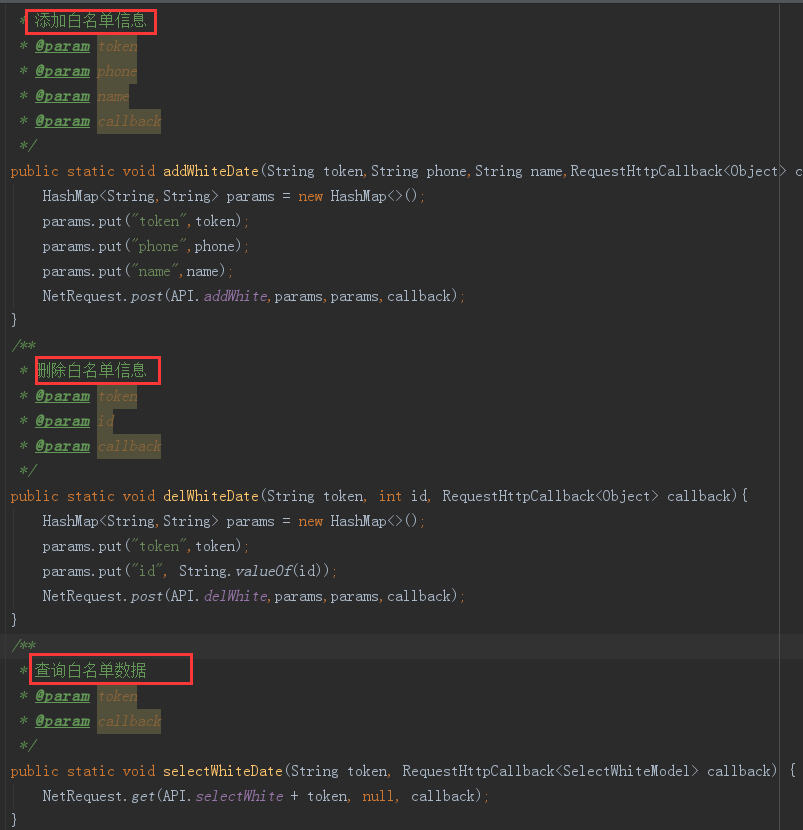 * 添加白名单信息
* @param token
* @param phone
* @param name
* @param callback
*/
public static void addWhiteDate(String token,String phone,String name,RequestHttpCallback<Object> c
HashMap<String,String> params = new HashMap<>();
params.put("token",token);
params.put("phone",phone);
params.put("name",name);
NetRequest.post(API.addWhite,params,params,callback);
}
/**
* 删除白名单信息
* @param token
* @param id
* @param callback
*/
public static void delWhiteDate(String token, int id, RequestHttpCallback<Object> callback){
HashMap<String,String> params = new HashMap<>();
params.put("token",token);
params.put("id", String.valueOf(id));
NetRequest.post(API.delWhite,params,params,callback);
}
/**
* 查询白名单数据
* @param token
* @param callback
*/
public static void selectWhiteDate(String token, RequestHttpCallback<SelectWhiteModel> callback) {
NetRequest.get(API.selectWhite + token, null, callback);
}